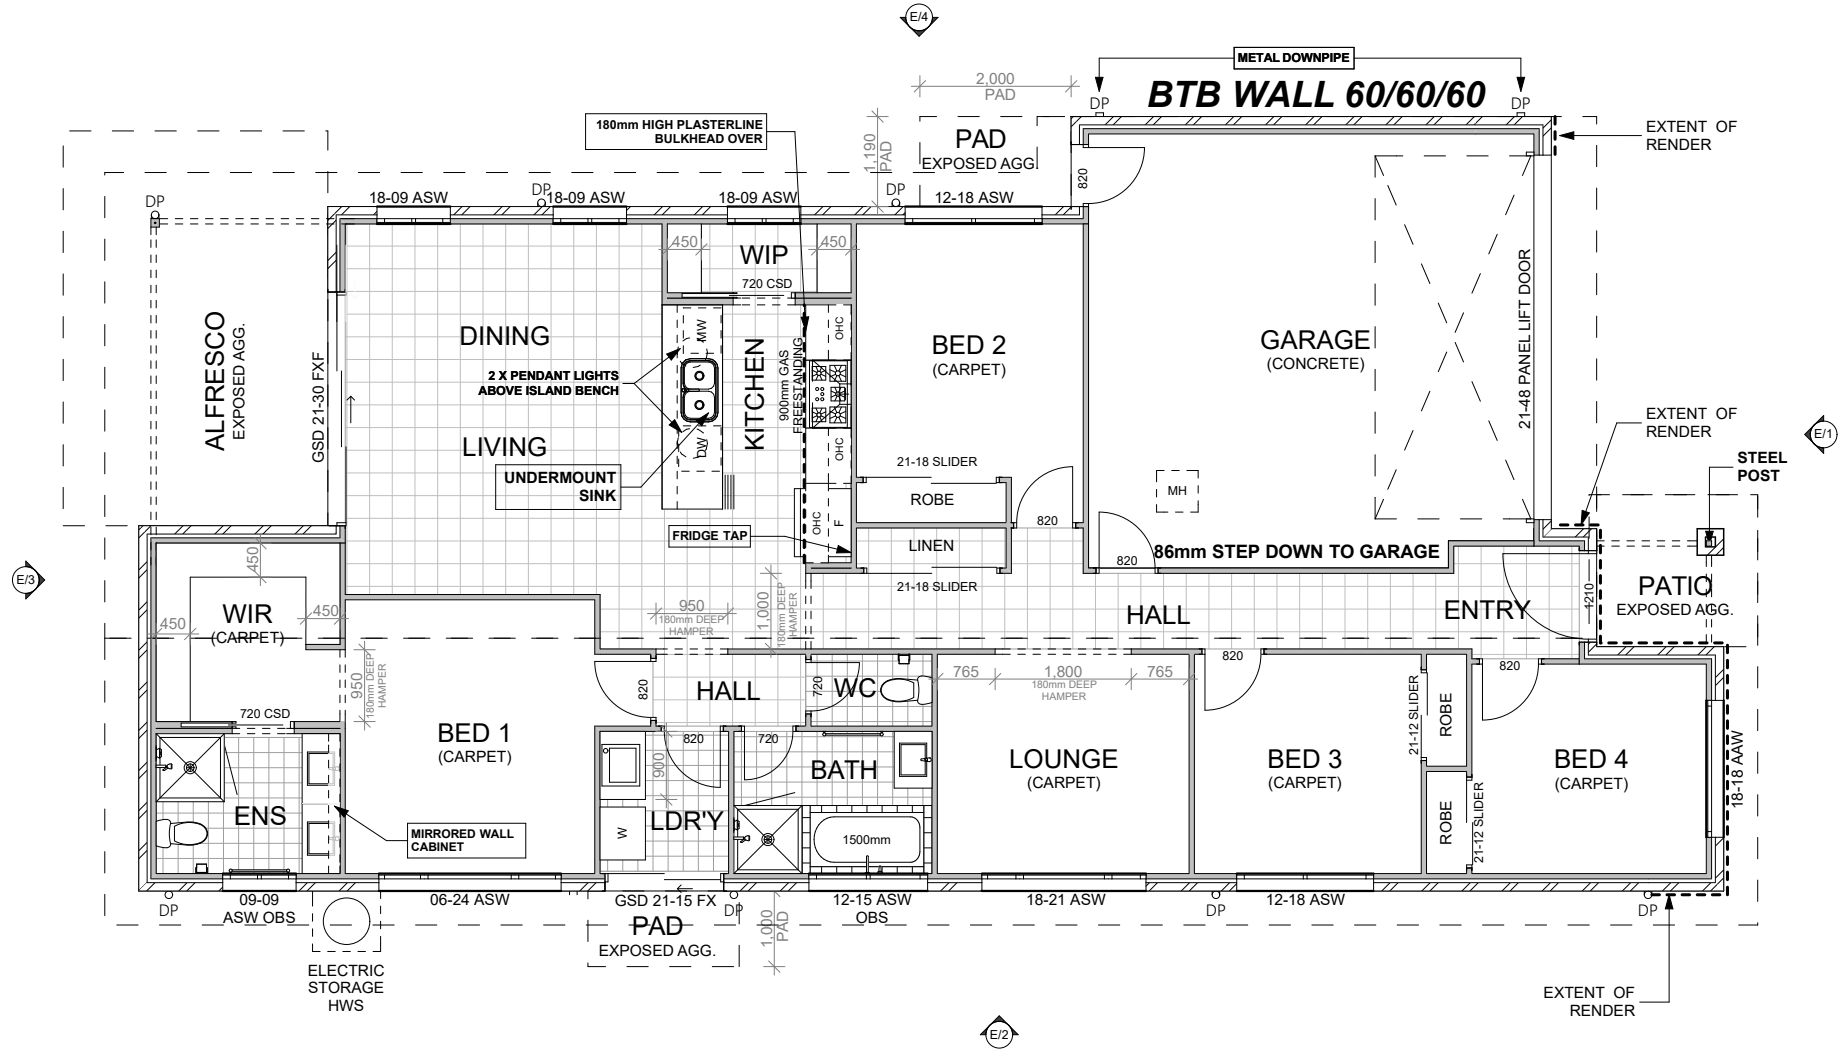 E/4
METAL DOWNPIPE
2,000
PAD
BTB WALL 60/60/60
DP
DP
180mm HIGH PLASTERLINE
BULKHEAD OVER
1,190
PAD
PAD
EXPOSED AGG.
EXTENT OF
RENDER
820
DP
18-09 ASW
DP
18-09 ASW
18-09 ASW
DP
12-18 ASW
450
WIP
450
720 CSD
ALFRESCO
EXPOSED AGG.
GSD 21-30 FXF
DINING
MW
2 X PENDANT LIGHTS
ABOVE ISLAND BENCH
KITCHEN
900mm GAS
FREESTANDING
OHC
BED 2
(CARPET)
GARAGE
(CONCRETE)
21-48 PANEL LIFT DOOR
LIVING
DW
OHC
UNDERMOUNT
SINK
21-18 SLIDER
ROBE
MH
EXTENT OF
RENDER
E/1
STEEL
POST
OHC
F
FRIDGE TAP
820
LINEN
21-18 SLIDER
820
86mm STEP DOWN TO GARAGE
E/3
450
WIR
(CARPET)
450
450
950
180mm DEEP
HAMPER
1,000
180mm DEEP
HAMPER
HALL
ENTRY
1210
PATIO
EXPOSED AGG.
950
180mm DEEP
HAMPER
720 CSD
BED 1
(CARPET)
820
HALL
720
WC
765
1,800
765
180mm DEEP
HAMPER
820
820
820
720
900
BATH
LOUNGE
(CARPET)
BED 3
(CARPET)
21-12 SLIDER
ROBE
BED 4
(CARPET)
18-18 AAW
ENS
MIRRORED WALL
CABINET
LDR'Y
W
1500mm
ROBE
21-12 SLIDER
DP
09-09
ASW OBS
06-24 ASW
GSD 21-15 FX
DP
12-15 ASW
OBS
18-21 ASW
DP
12-18 ASW
DP
PAD
EXPOSED AGG.
1,000
PAD
ELECTRIC
STORAGE
HWS
EXTENT OF
RENDER
E/2